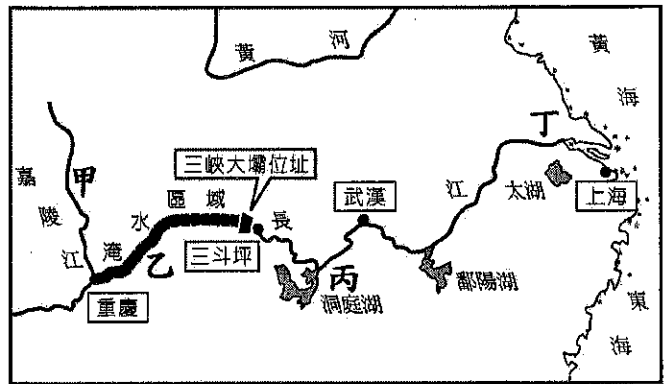 黃河
黃海
丁
三峽大壩位址
甲
嘉陵江
淹水區域
武漢
長江
太湖
上海
乙
三斗坪
丙
重慶
洞庭湖
鄱陽湖
東海